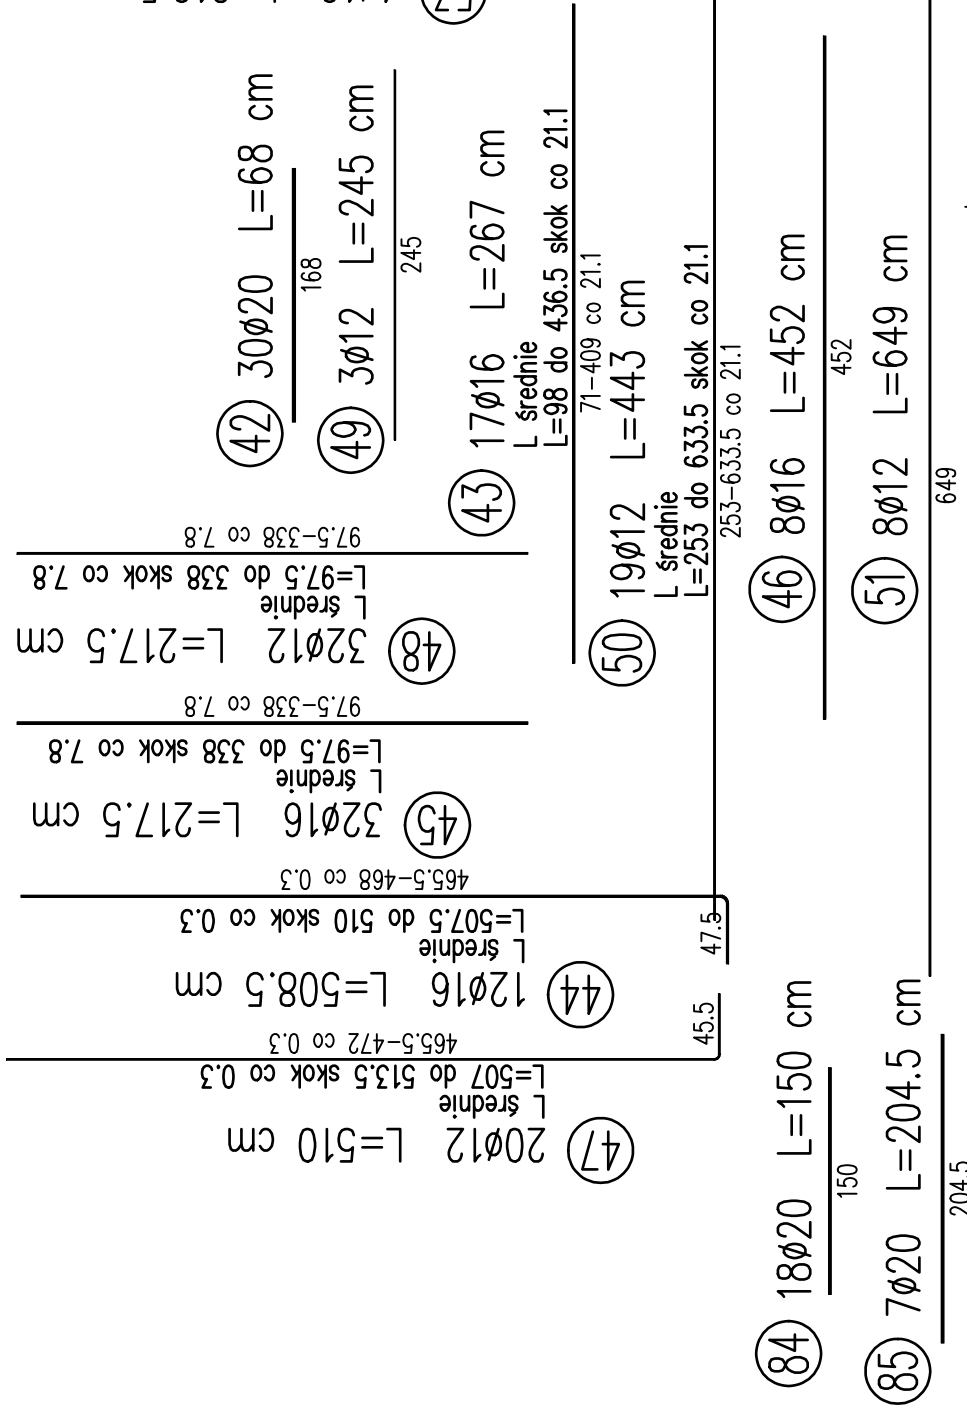 42 30ø20 L=68 cm
168
49 3ø12 L=245 cm
245
43 17ø16 L=267 cm
L średnie
L=98 do 436.5 skok co 21.1
71-409 co 21.1
50 19ø12 L=443 cm
L średnie
L=253 do 633.5 skok co 21.1
253-633.5 co 21.1
46 8ø16 L=452 cm
452
51 8ø12 L=649 cm
649
48 32ø12 L=217.5 cm
L średnie
L=97.5 do 338 skok co 7.8
97.5-338 co 7.8
45 32ø16 L=217.5 cm
L średnie
L=97.5 do 338 skok co 7.8
97.5-338 co 7.8
44 12ø16 L=508.5 cm
L średnie
L=507.5 do 510 skok co 0.3
465.5-468 co 0.3
47.5
47 20ø12 L=510 cm
L średnie
L=507 do 513.5 skok co 0.3
465.5-472 co 0.3
45.5
84 18ø20 L=150 cm
150
85 7ø20 L=204.5 cm
204.5